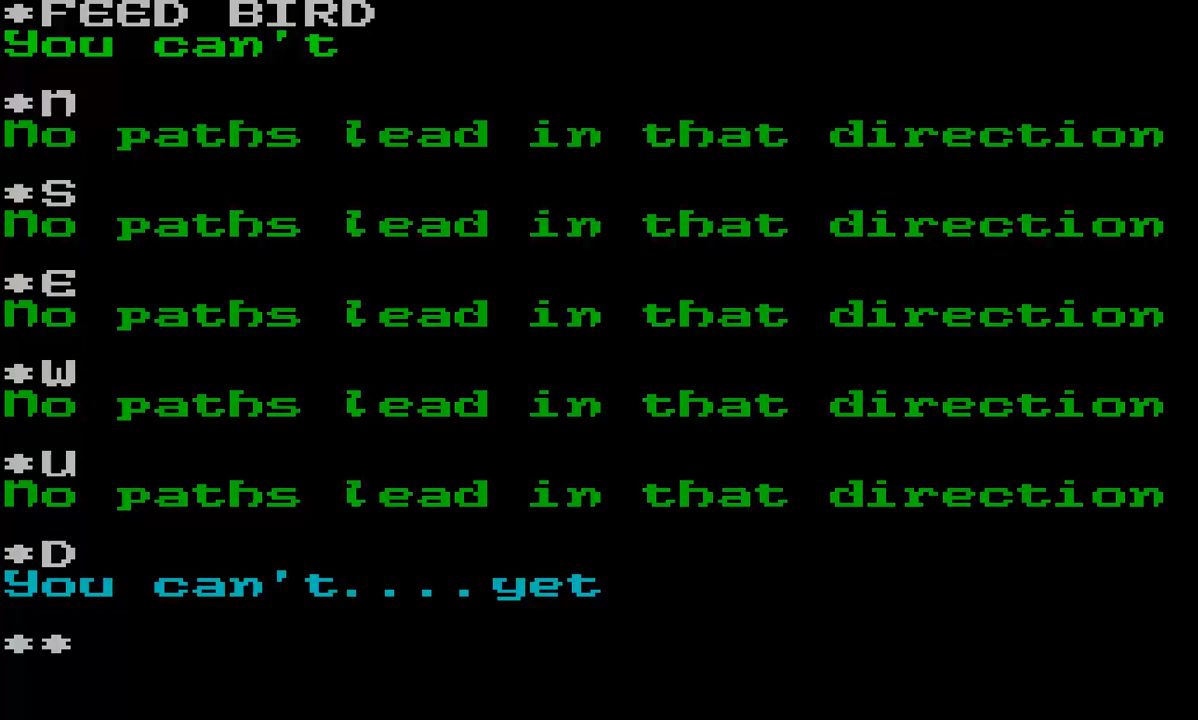 *FEED BIRD
You can't
*N
No paths lead in that direction
*S
No paths lead in that direction
*E
No paths lead in that direction
*W
No paths lead in that direction
*U
No paths lead in that direction
*D
You can't....yet
**